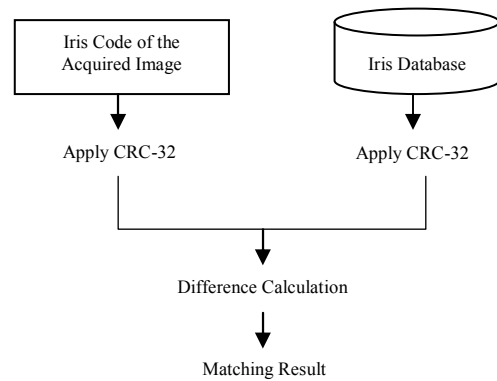 Iris Code of the
Acquired Image
Iris Database
Apply CRC-32
Apply CRC-32
Difference Calculation
Matching Result